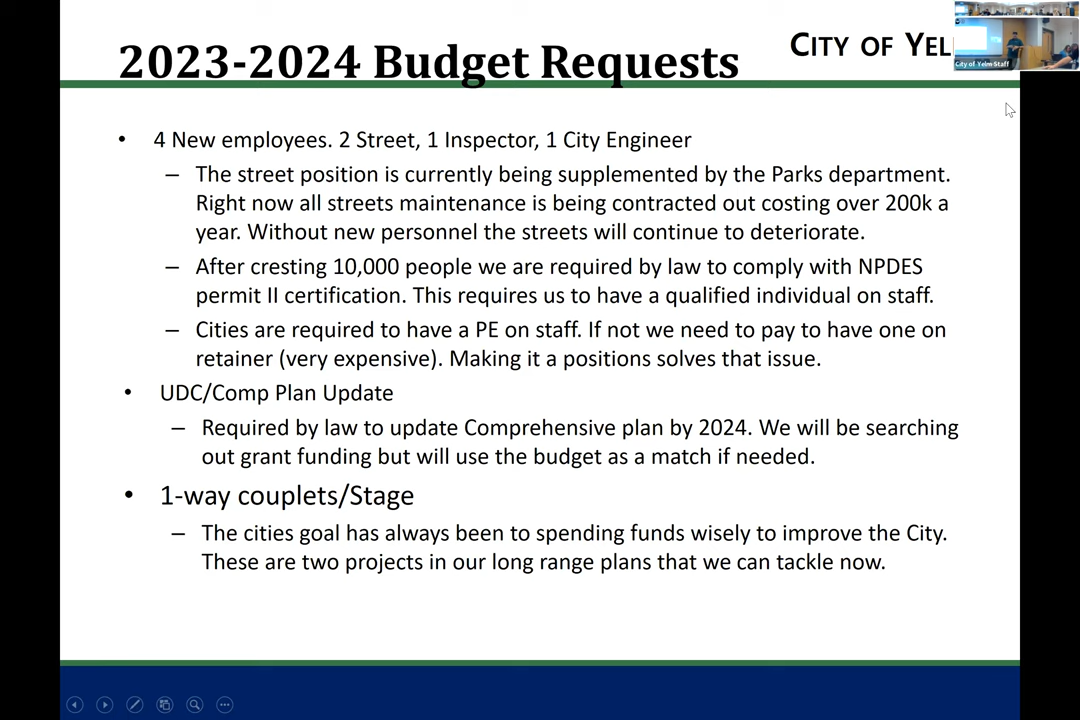 2023-2024 Budget Requests
CITY OF YEL
City of Yelm Staff
• 4 New employees. 2 Street, 1 Inspector, 1 City Engineer
– The street position is currently being supplemented by the Parks department.
Right now all streets maintenance is being contracted out costing over 200k a
year. Without new personnel the streets will continue to deteriorate.
– After cresting 10,000 people we are required by law to comply with NPDES
permit II certification. This requires us to have a qualified individual on staff.
– Cities are required to have a PE on staff. If not we need to pay to have one on
retainer (very expensive). Making it a positions solves that issue.
• UDC/Comp Plan Update
– Required by law to update Comprehensive plan by 2024. We will be searching
out grant funding but will use the budget as a match if needed.
• 1-way couplets/Stage
– The cities goal has always been to spending funds wisely to improve the City.
These are two projects in our long range plans that we can tackle now.